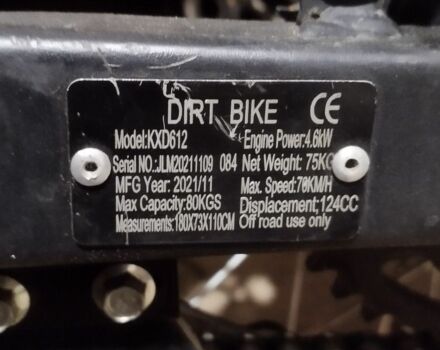 DIRT BIKE CE
Model:KXD612 Engine Power:4.6kW
Serial NO.:JLM20211109 084 Net Weight: 75KG
MFG Year: 2021/11 Max. Speed:70KM/H
Max Capacity:80KGS Displacement:124CC
Measurements:180X73X110CM Off road use only